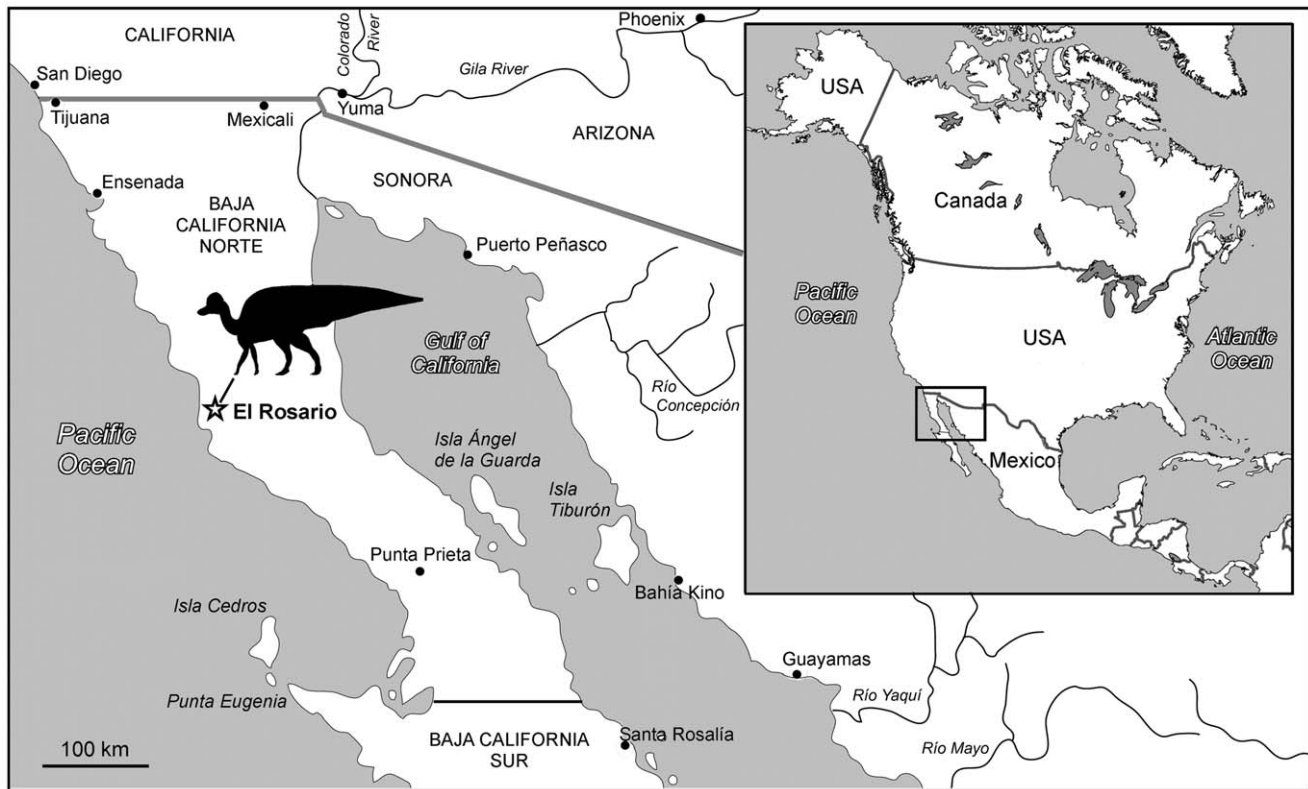 CALIFORNIA
Colorado
River
Phoenix
San Diego
Gila River
Tijuana
Mexicali
Yuma
ARIZONA
Ensenada
SONORA
BAJA
CALIFORNIA
NORTE
Puerto Peñasco
Gulf of
California
El Rosario
Río
Concepción
Pacific
Ocean
Isla Ángel
de la Guarda
Isla
Tiburón
Punta Prieta
Bahía Kino
Isla Cedros
Guayamas
Punta Eugenia
Río Yaquí
BAJA CALIFORNIA
SUR
Santa Rosalía
Río Mayo
100 km
USA
Canada
Pacific
Ocean
USA
Atlantic
Ocean
Mexico